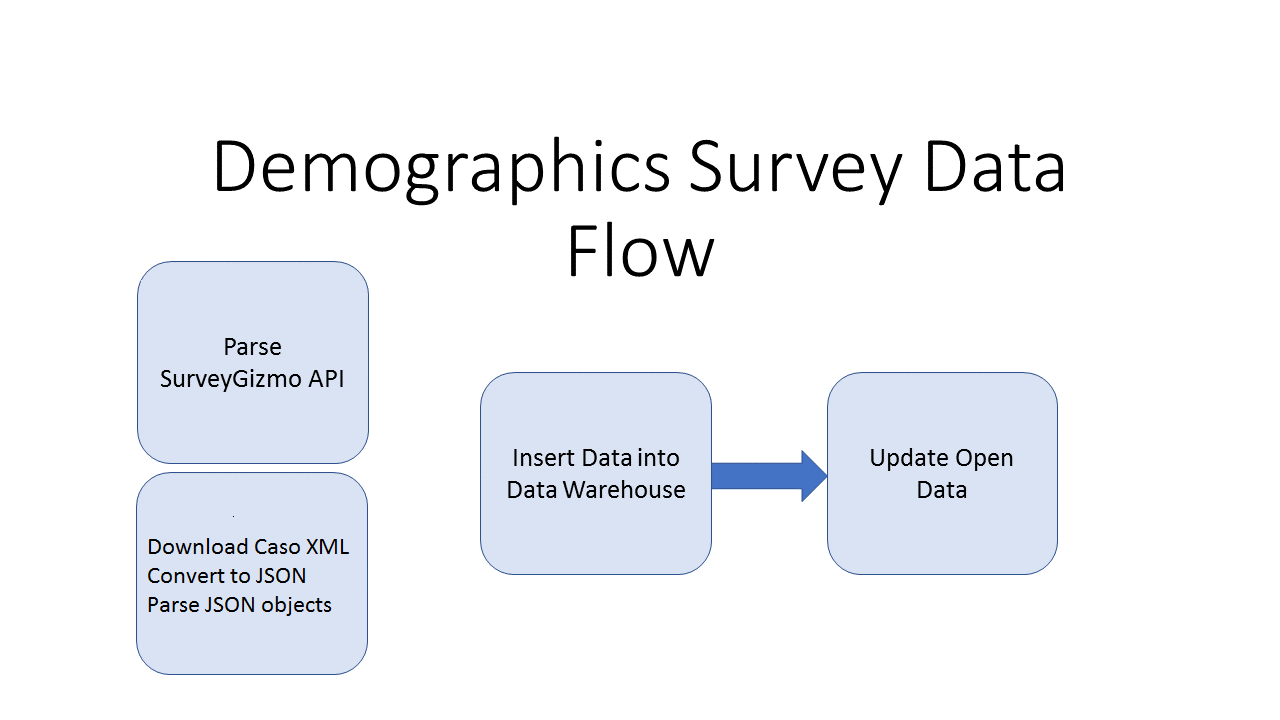 Demographics Survey Data
Flow
Parse
SurveyGizmo API
Download Caso XML
Convert to JSON
Parse JSON objects
Insert Data into
Data Warehouse
Update Open
Data